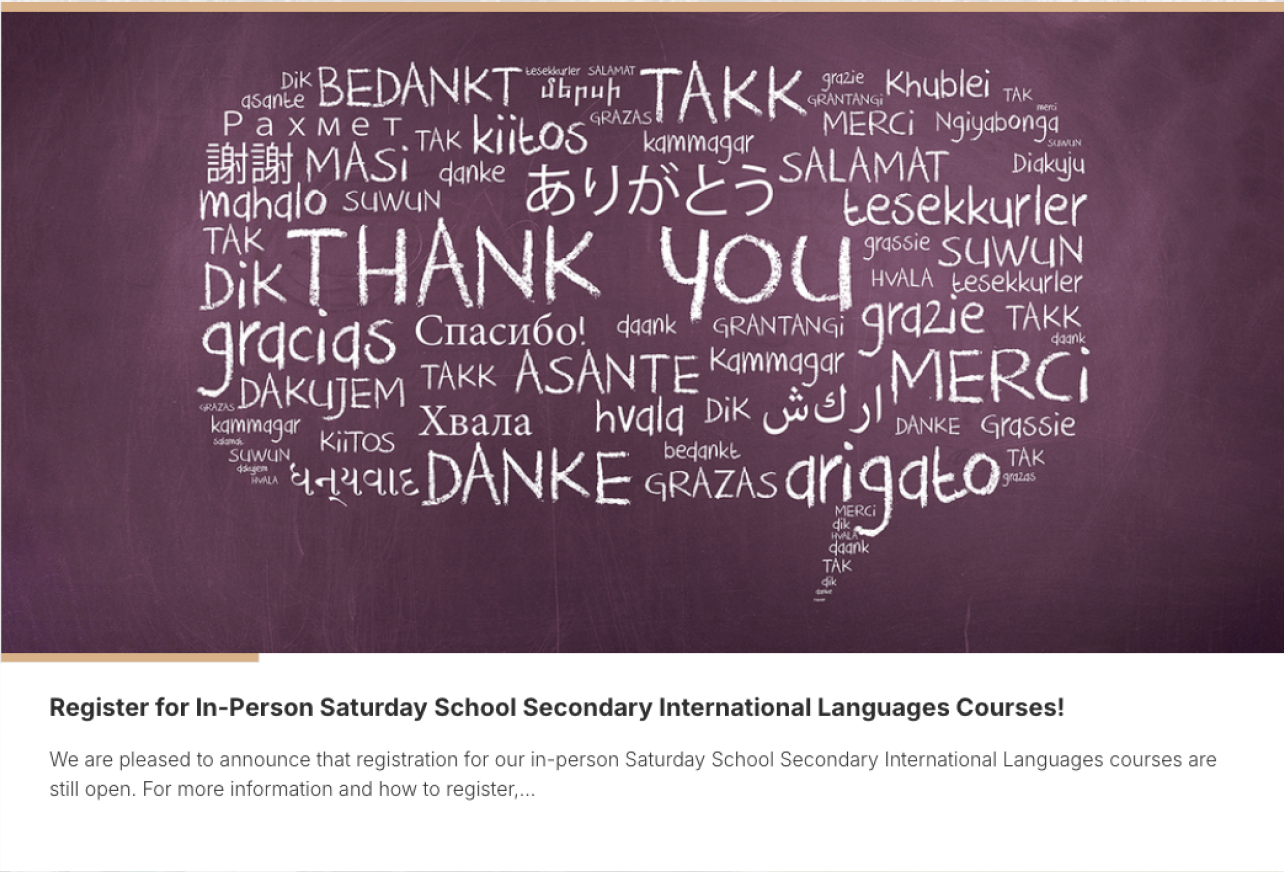 DiK BEDANKT tesekkurler SALAMAT TAKK grazie Khublei TAK
asante մերսի GRANTANGi merci
Рахмет TAK kiitos GRAZAS kammagar MERCi Ngiyabonga SUWUN
謝謝 MASi danke ありがとう SALAMAT Diakuju
mahalo SUWUN tesekkurler
TAK THANK YOU grassie SUWUN
DiK HVALA tesekkurler
gracias Спасибо! daank GRANTANGi grazie TAKK
daank
DAKUJEM TAKK ASANTE Kammagar MERCi
GRAZAS Хвала hvala DiK ارکش DANKE Grassie
kammagar KiiTOS
salamat
SUWUN bedankt TAK
dakujem ધન્યવાદ DANKE GRAZAS arigato grazas
HVALA
MERCi
dik
HVALA
daank
TAK
dik
danke
Register for In-Person Saturday School Secondary International Languages Courses!
We are pleased to announce that registration for our in-person Saturday School Secondary International Languages courses are
still open. For more information and how to register,...